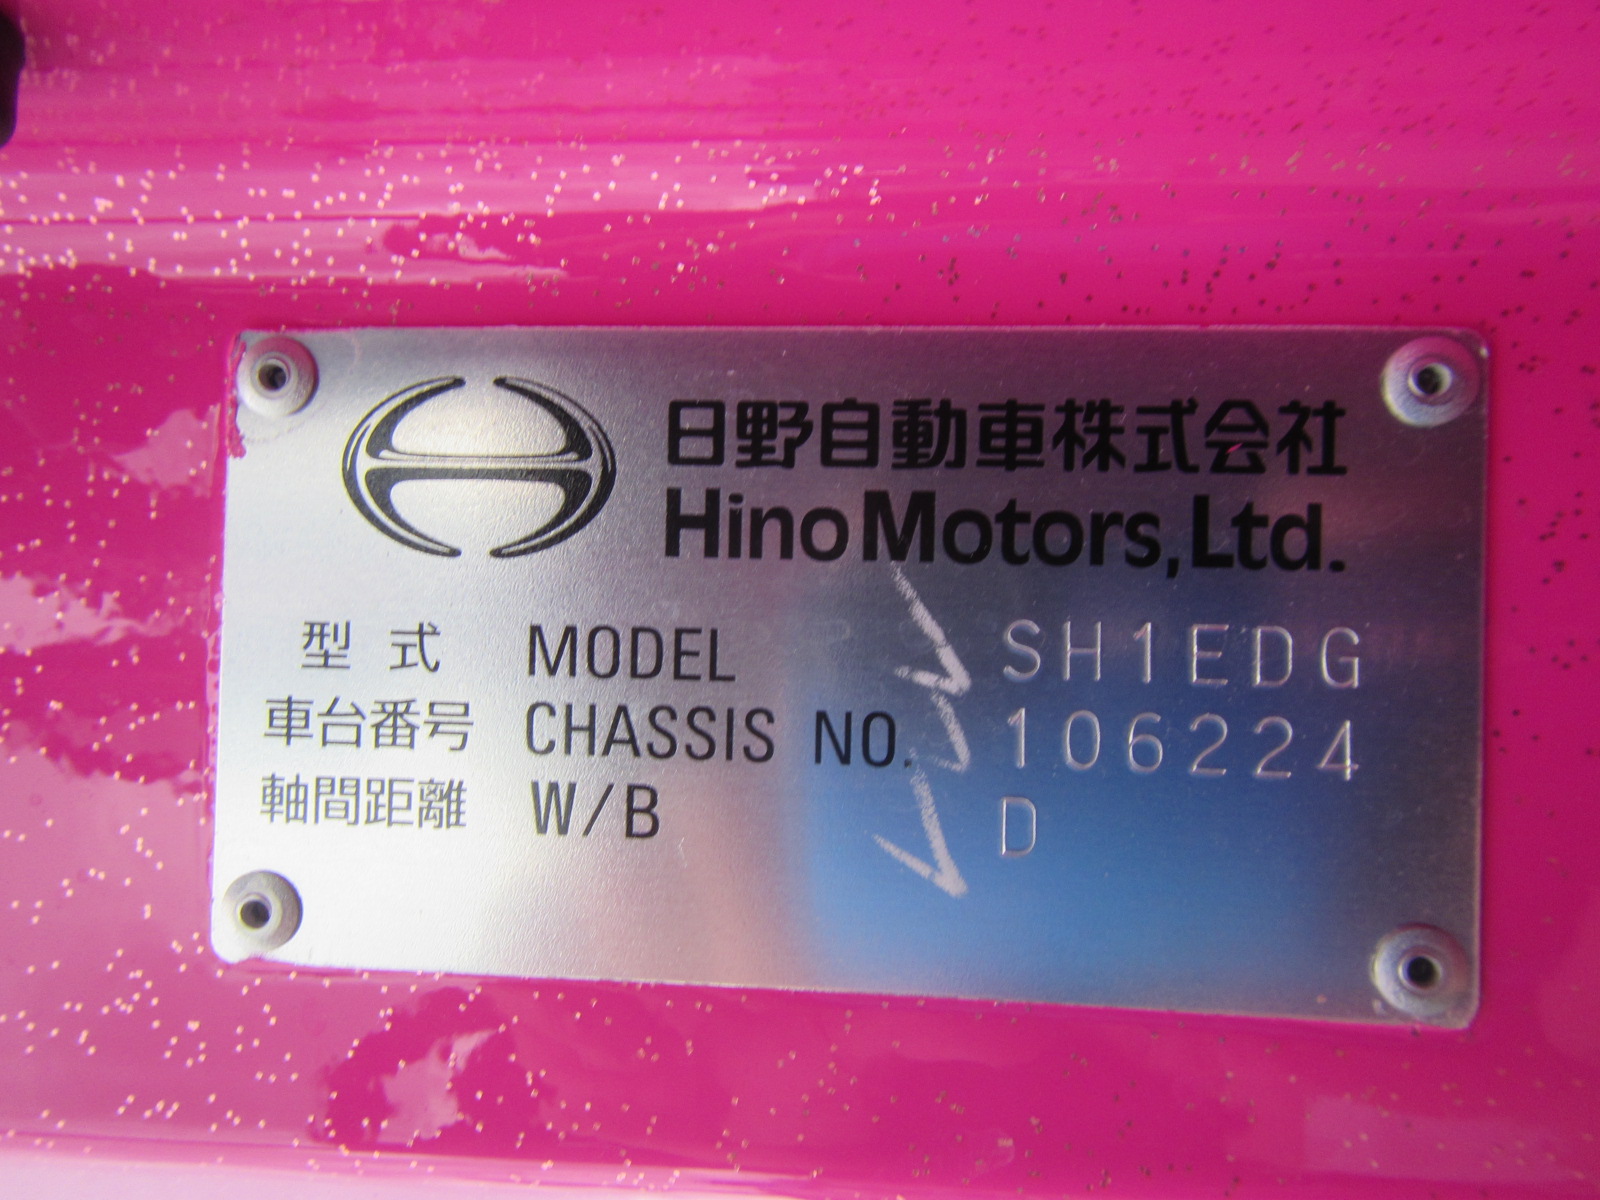 日野自動車株式会社
Hino Motors, Ltd.
型式 MODEL SH1EDG
車台番号 CHASSIS NO. 106224
軸間距離 W/B D